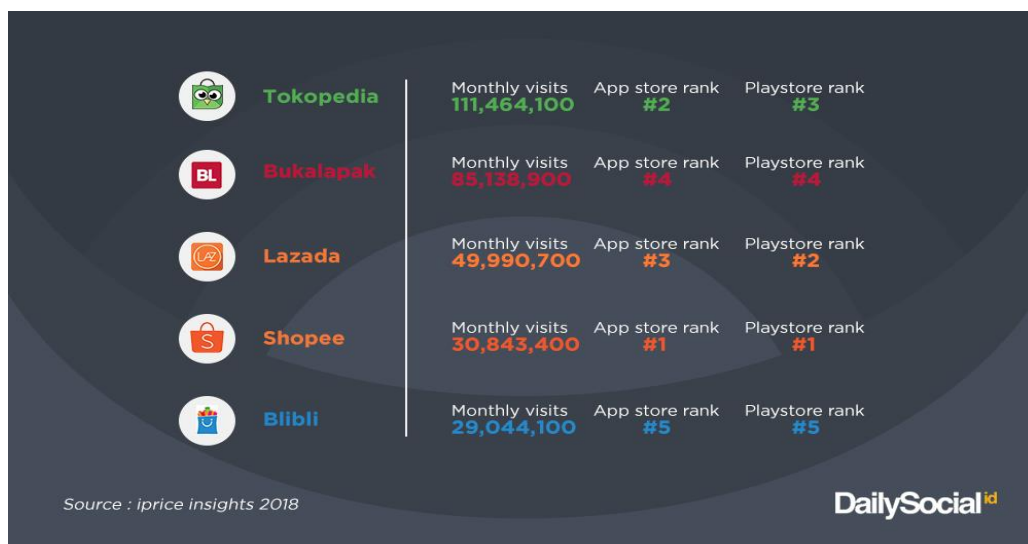 Tokopedia
Monthly visits App store rank Playstore rank
111,464,100 #2 #3
BL
Bukalapak
Monthly visits App store rank Playstore rank
85,138,900 #4 #4
LAZ
Lazada
Monthly visits App store rank Playstore rank
49,990,700 #3 #2
S
Shopee
Monthly visits App store rank Playstore rank
30,843,400 #1 #1
Blibli
Monthly visits App store rank Playstore rank
29,044,100 #5 #5
Source : iprice insights 2018
DailySocial id